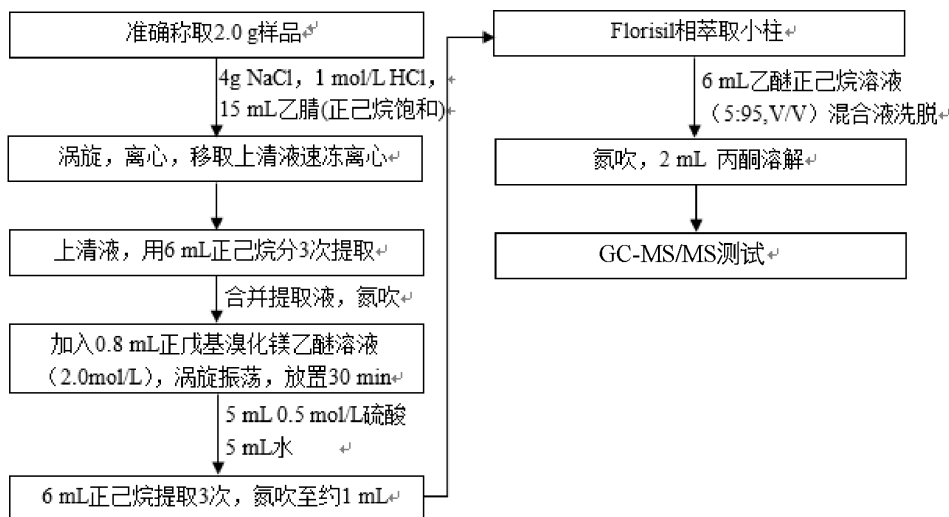 准确称取2.0 g样品
4g NaCl，1 mol/L HCl，
15 mL乙腈(正己烷饱和)
涡旋，离心，移取上清液速冻离心
上清液，用6 mL正己烷分3次提取
合并提取液，氮吹
加入0.8 mL正戊基溴化镁乙醚溶液
（2.0mol/L），涡旋振荡，放置30 min
5 mL 0.5 mol/L硫酸
5 mL水
6 mL正己烷提取3次，氮吹至约1 mL
Florisil相萃取小柱
6 mL乙醚正己烷溶液
（5:95,V/V）混合液洗脱
氮吹，2 mL 丙酮溶解
GC-MS/MS测试